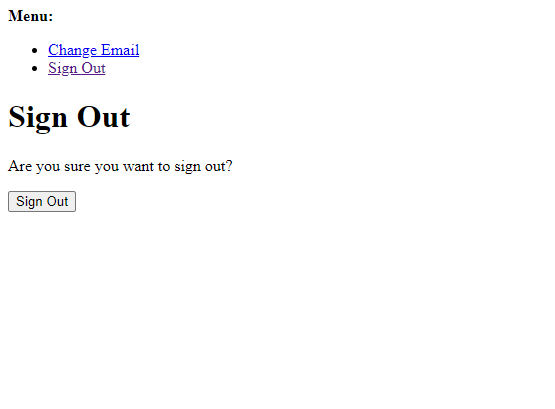 Menu:
Change Email
Sign Out
Sign Out
Are you sure you want to sign out?
Sign Out